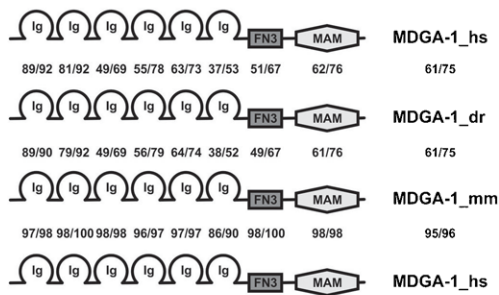 Ig Ig Ig Ig Ig Ig FN3 MAM MDGA-1_hs
89/92 81/92 49/69 55/78 63/73 37/53 51/67 62/76 61/75
Ig Ig Ig Ig Ig Ig FN3 MAM MDGA-1_dr
89/90 79/92 49/69 56/79 64/74 38/52 49/67 61/76 61/75
Ig Ig Ig Ig Ig Ig FN3 MAM MDGA-1_mm
97/98 98/100 98/98 96/97 97/97 86/90 98/100 98/98 95/96
Ig Ig Ig Ig Ig Ig FN3 MAM MDGA-1_hs